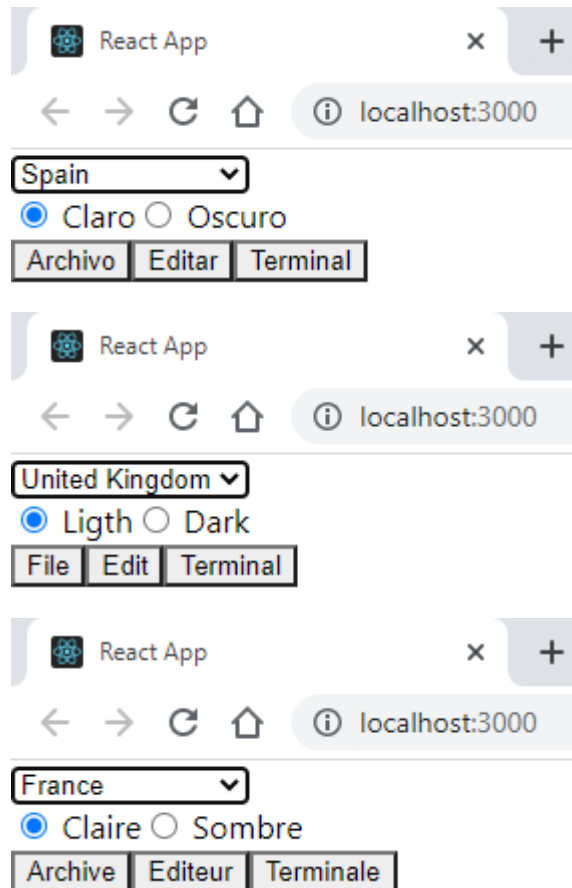 React App
localhost:3000
Spain
Claro Oscuro
Archivo Editar Terminal
React App
localhost:3000
United Kingdom
Ligth Dark
File Edit Terminal
React App
localhost:3000
France
Claire Sombre
Archive Editeur Terminale